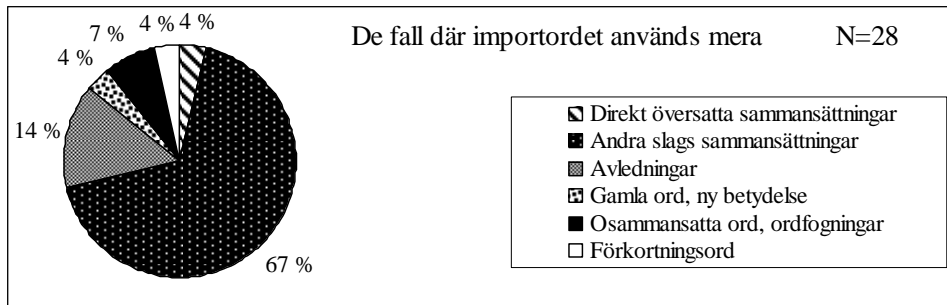 4 % 4 %
7 %
De fall där importordet används mera N=28
4 %
14 %
67 %
Direkt översatta sammansättningar
Andra slags sammansättningar
Avledningar
Gamla ord, ny betydelse
Osammansatta ord, ordfogningar
Förkortningsord